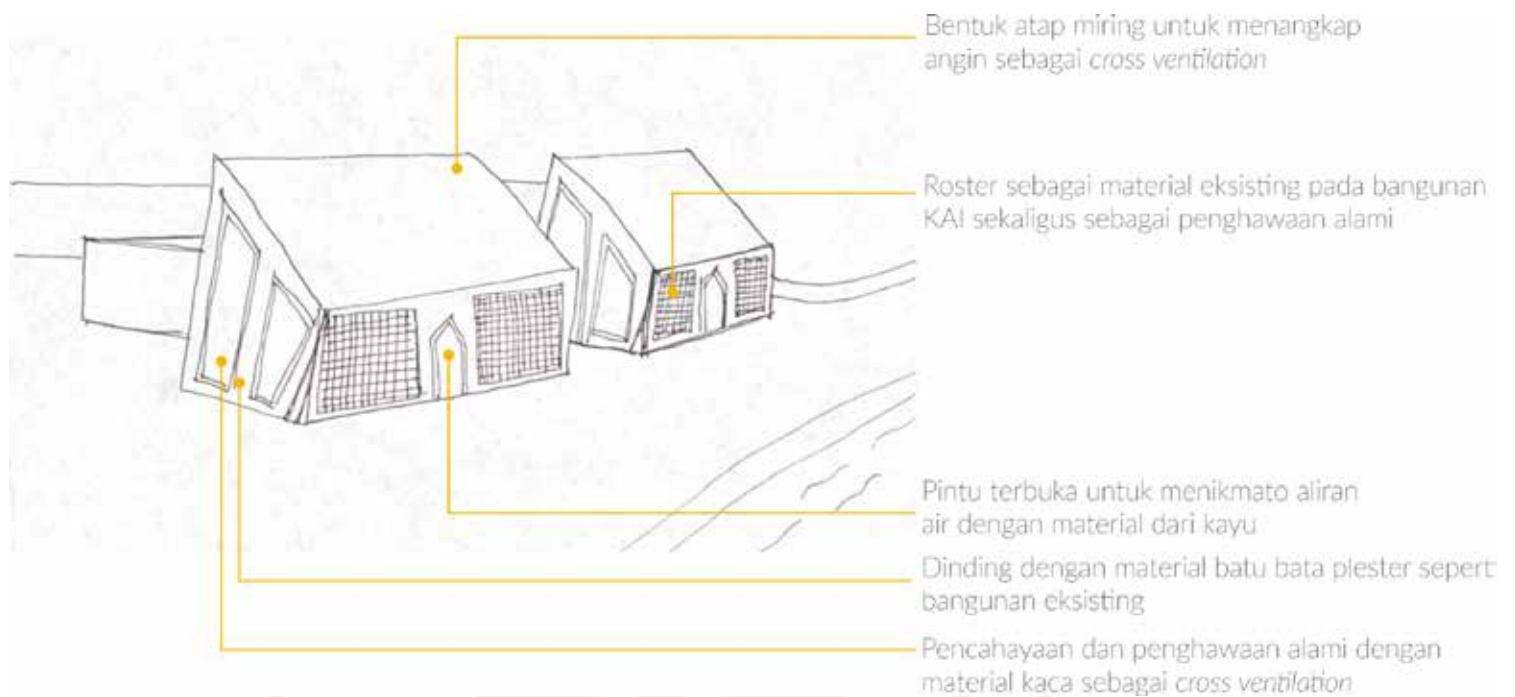 Bentuk atap miring untuk menangkap
angin sebagai cross ventilation
Roster sebagai material eksisting pada bangunan
KAI sekaligus sebagai penghawaan alami
Pintu terbuka untuk menikmato aliran
air dengan material dari kayu
Dinding dengan material batu bata plester sepert
bangunan eksisting
Pencahayaan dan penghawaan alami dengan
material kaca sebagai cross ventilation